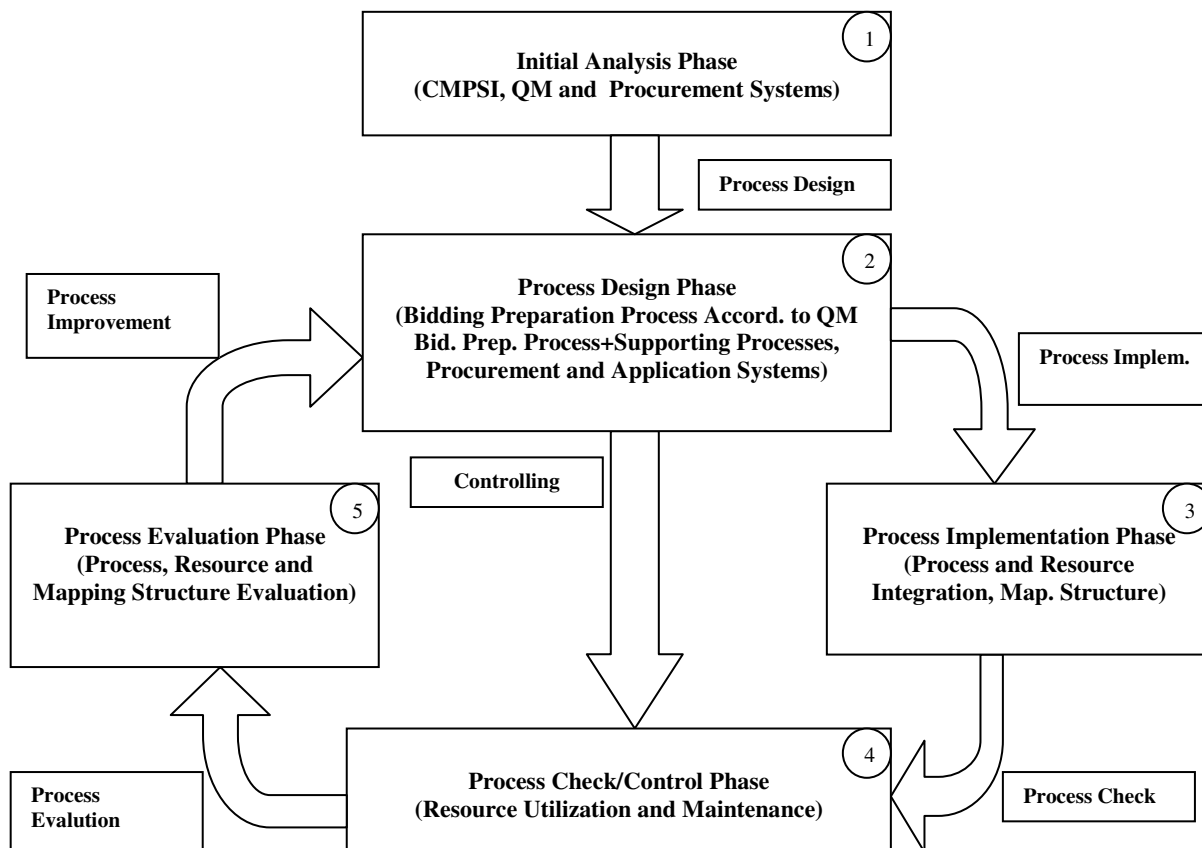 1
Initial Analysis Phase
(CMPSI, QM and Procurement Systems)
Process Design
2
Process Design Phase
(Bidding Preparation Process Accord. to QM
Bid. Prep. Process+Supporting Processes,
Procurement and Application Systems)
Process
Improvement
Process Implem.
Controlling
5
Process Evaluation Phase
(Process, Resource and
Mapping Structure Evaluation)
3
Process Implementation Phase
(Process and Resource
Integration, Map. Structure)
4
Process Check/Control Phase
(Resource Utilization and Maintenance)
Process
Evalution
Process Check